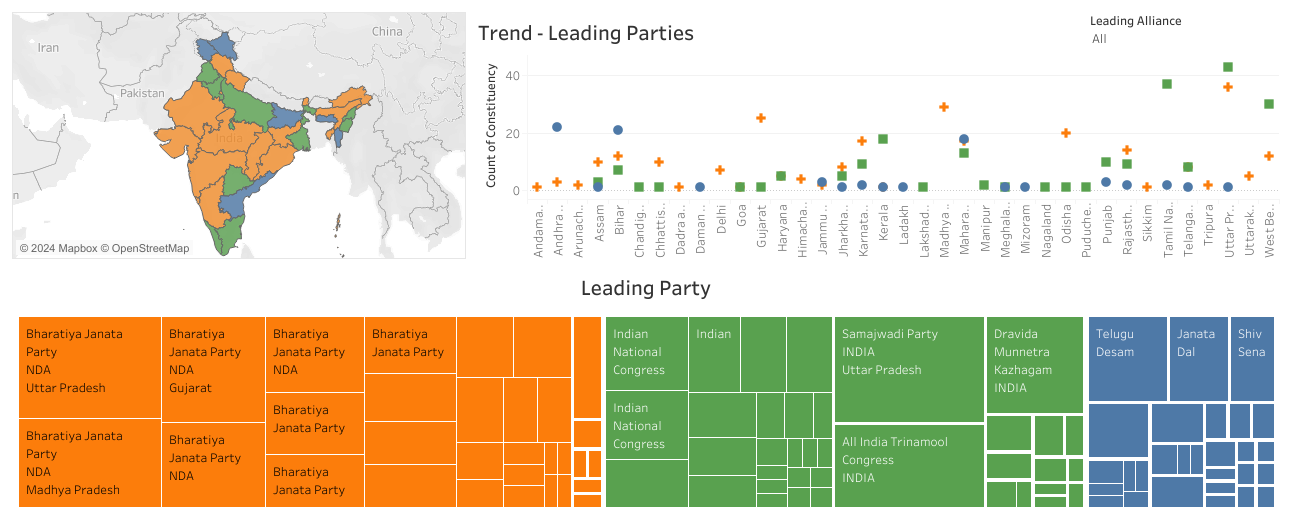 Iran
China
Pakistan
India
n
© 2024 Mapbox © OpenStreetMap
Trend - Leading Parties
Leading Alliance
All
Count of Constituency
40
20
0
Andama..
Andhra ..
Arunach..
Assam
Bihar
Chandig..
Chhattis..
Dadra ..
Daman ..
Delhi
Goa
Gujarat
Haryana
Himacha..
Jammu ..
Jharkha..
Karnata..
Kerala
Ladakh
Lakshad..
Madhya ..
Mahara..
Manipur
Meghala..
Mizoram
Nagaland
Odisha
Puduche..
Punjab
Rajasth..
Sikkim
Tamil Na..
Telanga..
Tripura
Uttar Pr..
Uttarak..
West Be..
Leading Party
Bharatiya Janata
Party
NDA
Uttar Pradesh
Bharatiya Janata
Party
NDA
Madhya Pradesh
Bharatiya
Janata Party
NDA
Gujarat
Bharatiya
Janata Party
NDA
Bharatiya
Janata Party
NDA
Bharatiya
Janata Party
Bharatiya
Janata Party
Bharatiya
Janata Party
Indian
National
Congress
Indian
National
Congress
Indian
Samajwadi Party
INDIA
Uttar Pradesh
All India Trinamool
Congress
INDIA
Dravida
Munnetra
Kazhagam
INDIA
Telugu
Desam
Janata
Dal
Shiv
Sena